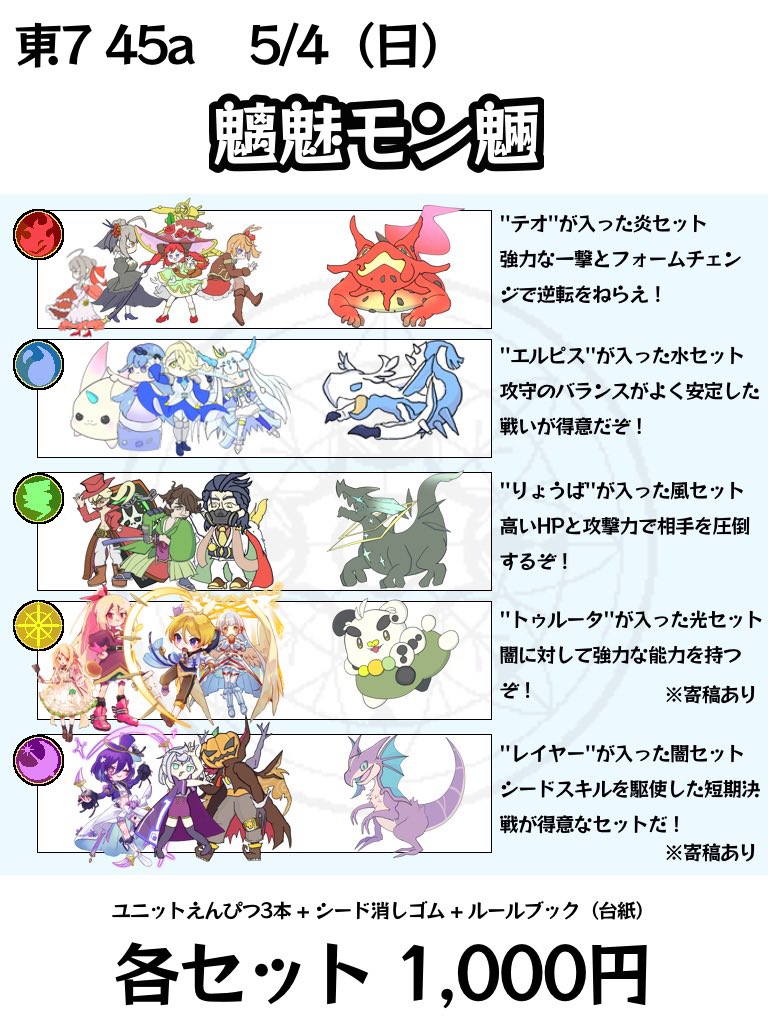 東7 45a 5/4（日）
魑魅モン魎
"テオ"が入った炎セット
強力な一撃とフォームチェン
ジで逆転をねらえ！
"エルピス"が入った水セット
攻守のバランスがよく安定した
戦いが得意だぞ！
"りょうば"が入った風セット
高いHPと攻撃力で相手を圧倒
するぞ！
"トゥルータ"が入った光セット
闇に対して強力な能力を持つ
ぞ！
※寄稿あり
"レイヤー"が入った闇セット
シードスキルを駆使した短期決
戦が得意なセットだ！
※寄稿あり
ユニットえんぴつ3本 + シード消しゴム + ルールブック（台紙）
各セット 1,000円